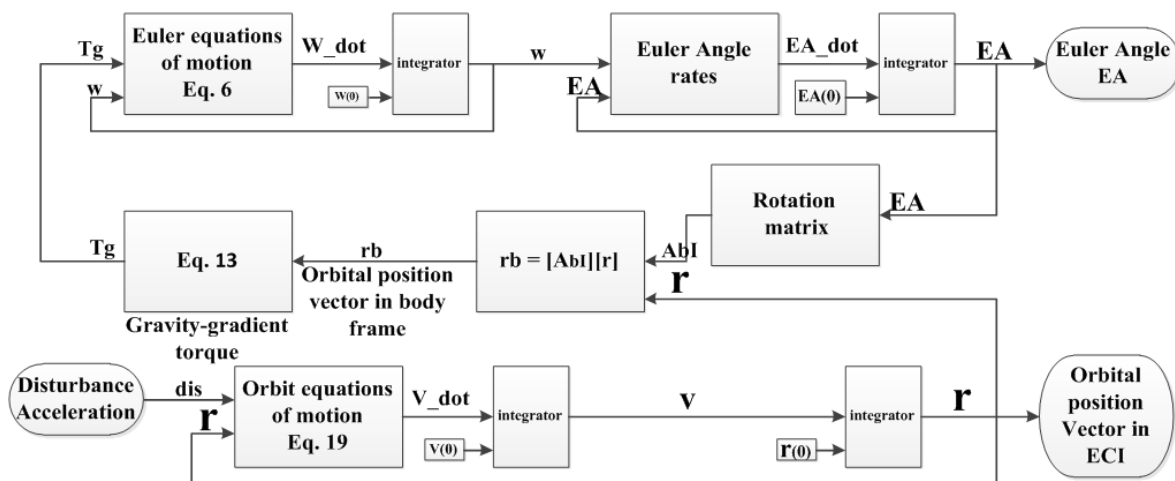 Tg
w
Euler equations
of motion
Eq. 6
W_dot
W(0)
integrator
w
EA
Euler Angle
rates
EA_dot
EA(0)
integrator
EA
Euler Angle
EA
Tg
Eq. 13
Gravity-gradient
torque
rb
Orbital position
vector in body
frame
rb = [AbI][r]
AbI
r
Rotation
matrix
EA
Disturbance
Acceleration
dis
r
Orbit equations
of motion
Eq. 19
V_dot
V(0)
integrator
v
r(0)
integrator
r
Orbital
position
Vector in
ECI